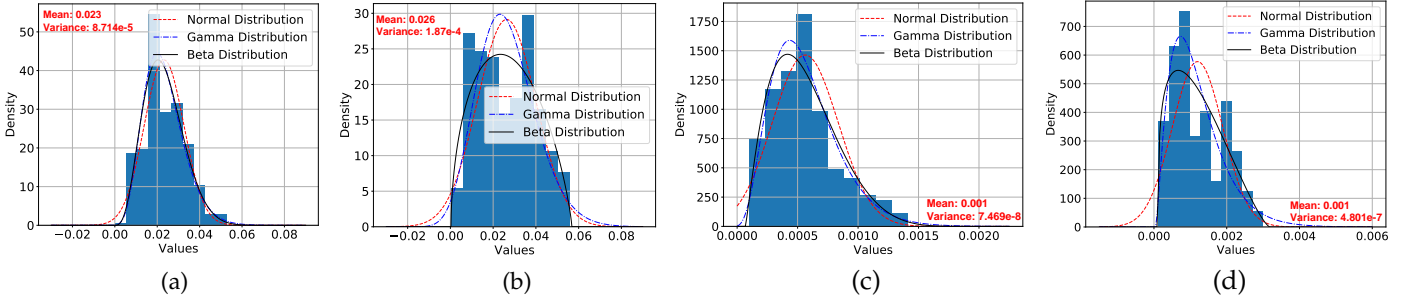 Mean: 0.023
Variance: 8.714e-5
Normal Distribution
Gamma Distribution
Beta Distribution
Density
50
40
30
20
10
0
−0.02 0.00 0.02 0.04 0.06 0.08
Values
(a)
Mean: 0.026
Variance: 1.87e-4
Normal Distribution
Gamma Distribution
Beta Distribution
Density
30
25
20
15
10
5
0
−0.02 0.00 0.02 0.04 0.06 0.08
Values
(b)
Normal Distribution
Gamma Distribution
Beta Distribution
Density
1750
1500
1250
1000
750
500
250
0
Mean: 0.001
Variance: 7.469e-8
0.0000 0.0005 0.0010 0.0015 0.0020
Values
(c)
Normal Distribution
Gamma Distribution
Beta Distribution
Density
700
600
500
400
300
200
100
0
Mean: 0.001
Variance: 4.801e-7
0.000 0.002 0.004 0.006
Values
(d)